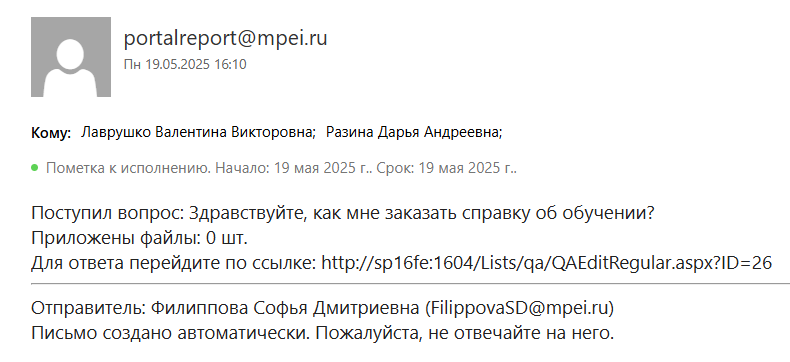 portalreport@mpei.ru
Пн 19.05.2025 16:10
Кому: Лаврушко Валентина Викторовна; Разина Дарья Андреевна;
Пометка к исполнению. Начало: 19 мая 2025 г.. Срок: 19 мая 2025 г..
Поступил вопрос: Здравствуйте, как мне заказать справку об обучении?
Приложены файлы: 0 шт.
Для ответа перейдите по ссылке: http://sp16fe:1604/Lists/qa/QAEditRegular.aspx?ID=26
Отправитель: Филиппова Софья Дмитриевна (FilippovaSD@mpei.ru)
Письмо создано автоматически. Пожалуйста, не отвечайте на него.